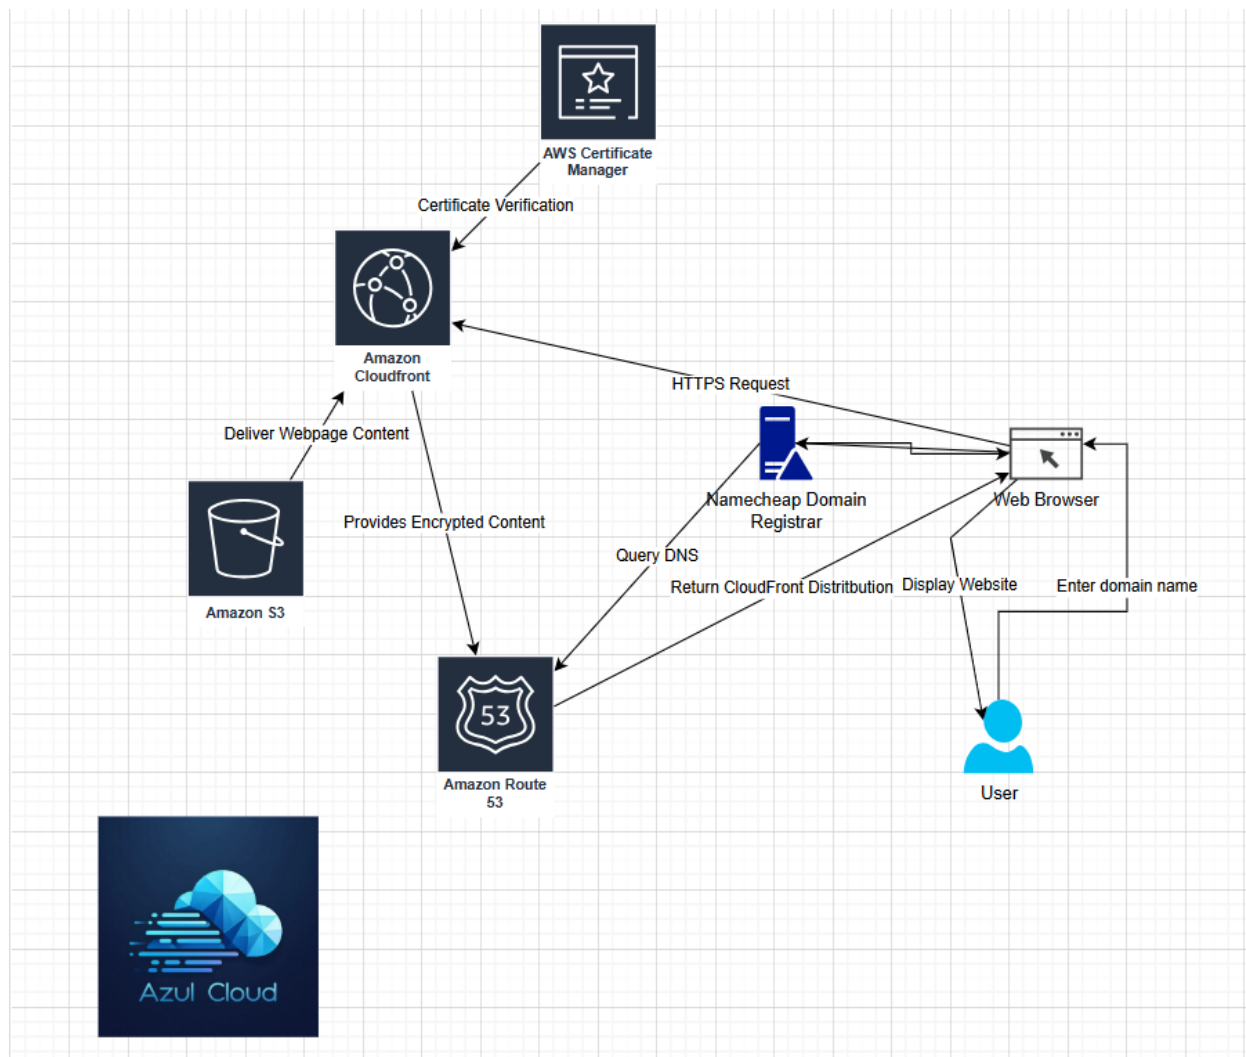 AWS Certificate
Manager
Certificate Verification
Amazon
Cloudfront
HTTPS Request
Deliver Webpage Content
Namecheap Domain
Registrar
Web Browser
Provides Encrypted Content
Query DNS
Return CloudFront Distritbution
Display Website
Enter domain name
Amazon S3
53
Amazon Route
53
User
Azul Cloud